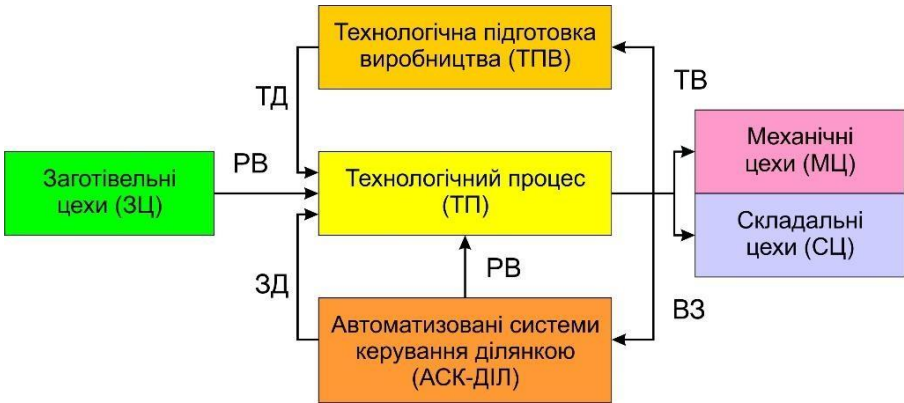 Технологічна підготовка
виробництва (ТПВ)
ТД
ТВ
Заготівельні
цехи (ЗЦ)
РВ
Технологічний процес
(ТП)
Механічні
цехи (МЦ)
Складальні
цехи (СЦ)
ЗД
РВ
ВЗ
Автоматизовані системи
керування ділянкою
(АСК-ДІЛ)